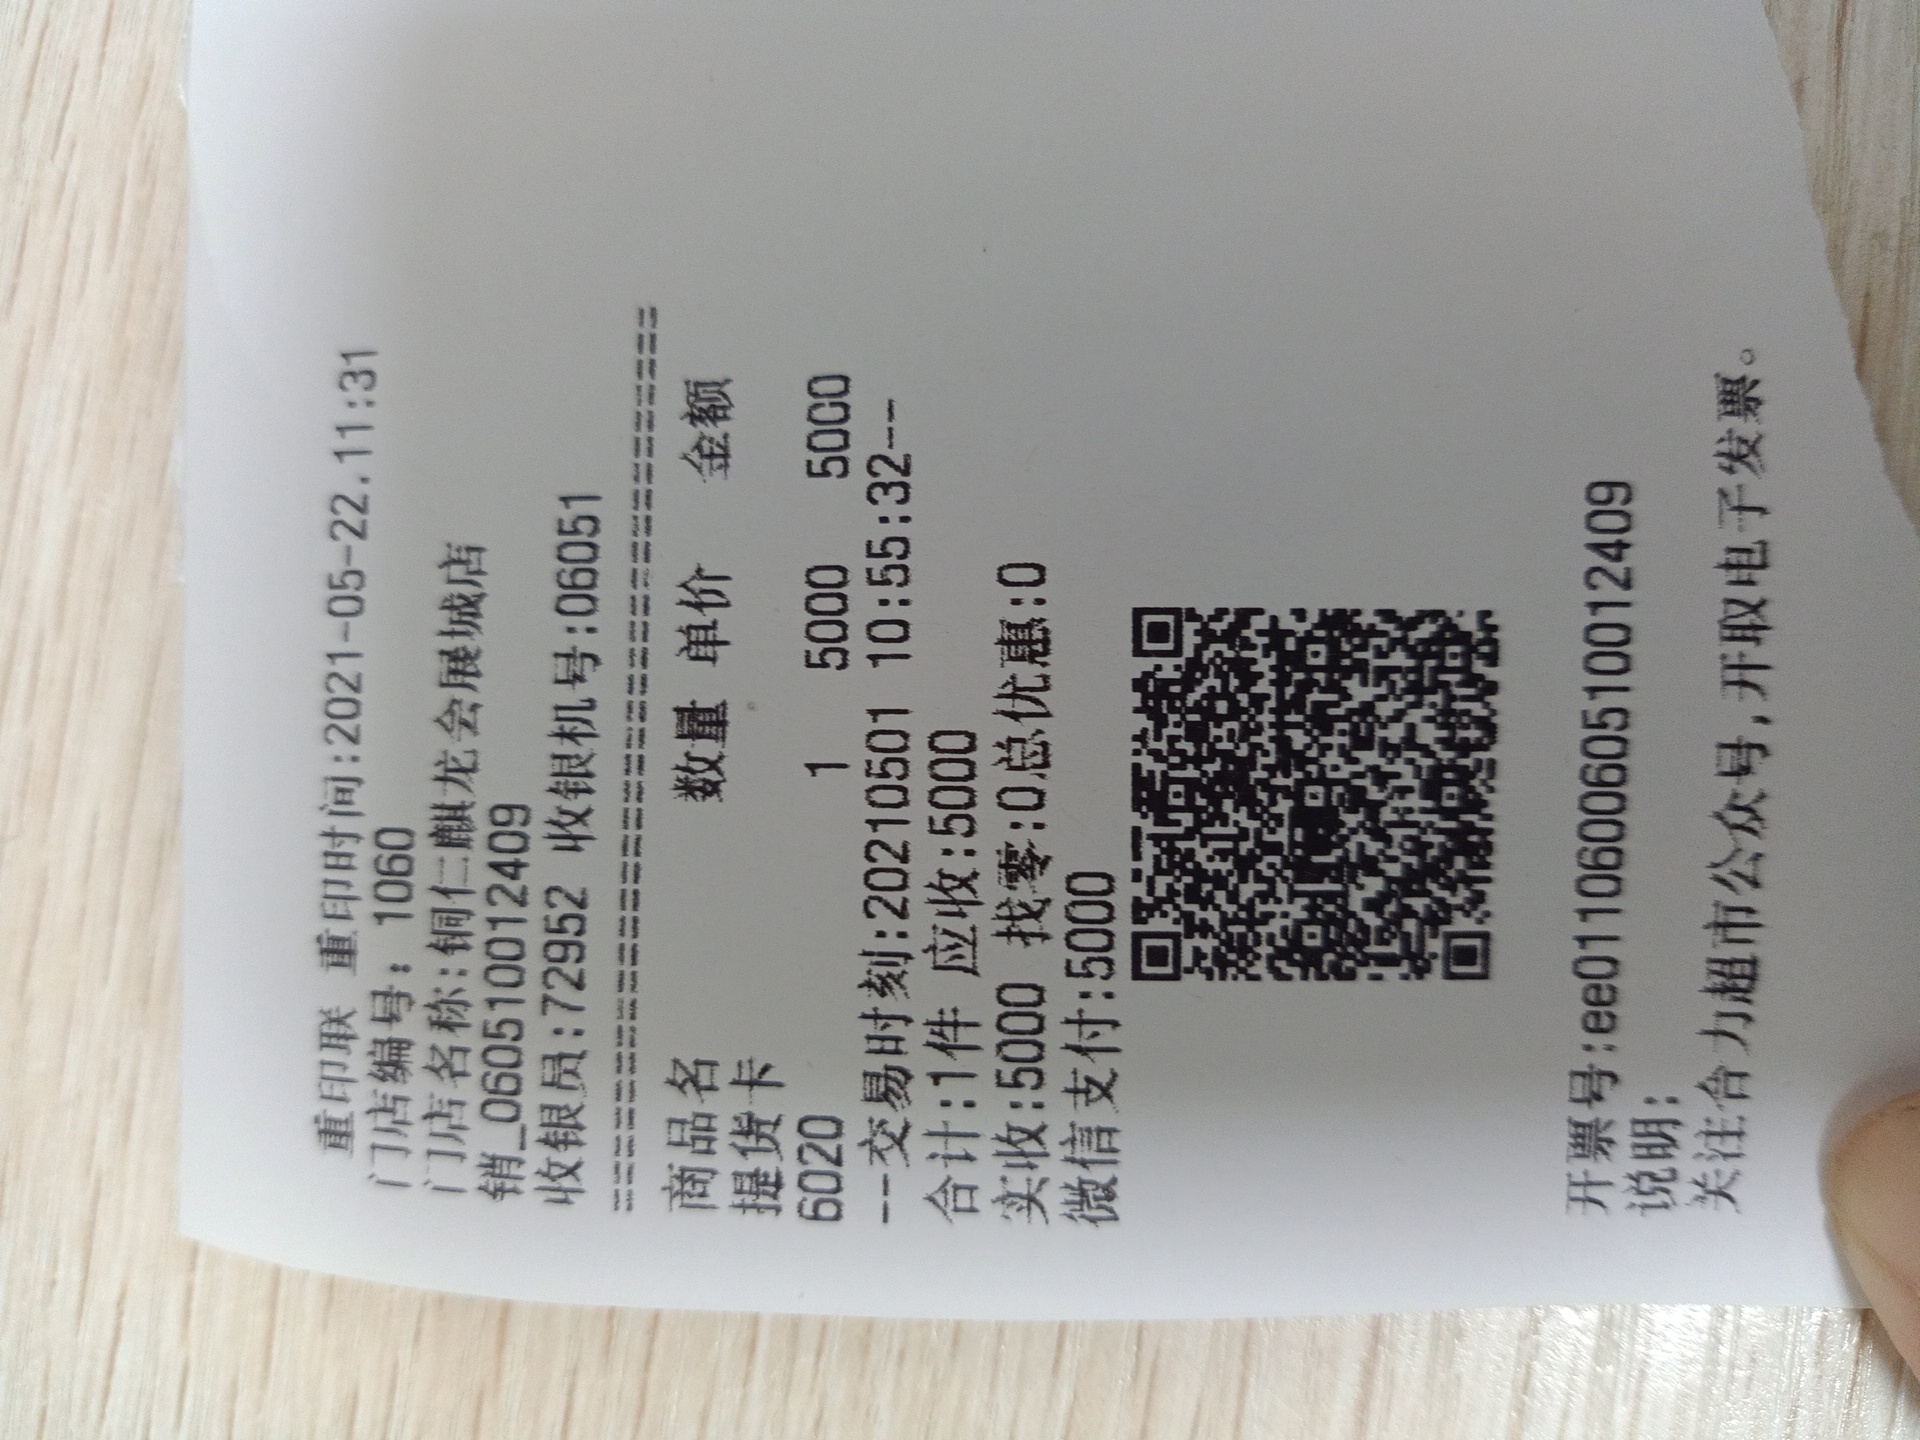 重印联 重印时间:2021-05-22.11:31
门店编号: 1060
门店名称:铜仁麒龙会展城店
销_060510012409
收银员:72952 收银机号:06051
================================
商品名 数量 单价 金额
提货卡
6020 1 5000 5000
--交易时刻:20210501 10:55:32--
合计:1件 应收:5000
实收:5000 找零:0总优惠:0
微信支付:5000
开票号:ee011060060510012409
说明:
关注合力超市公众号,开取电子发票。